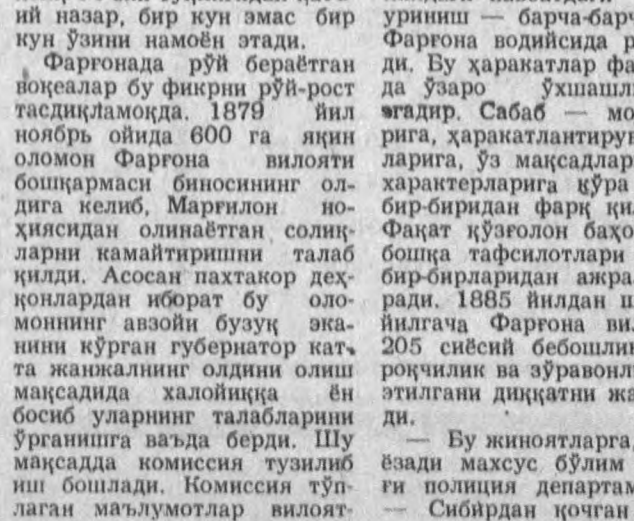 ий назар, бир кун эмас бир
кун ўзини намоён этади.
Фарғонада рўй бераётган
воқеалар бу фикрни рўй-рост
тасдиқламоқда. 1879 йил
ноябрь ойида 600 га яқин
оломон Фарғона вилояти
бошқармаси биносининг ол-
дига келиб, Марғилон но-
ҳиясидан олинаётган солиқ-
ларни камайтиришни талаб
қилди. Асосан пахтакор деҳ-
қонлардан иборат бу оло-
моннинг авзойи бузуқ эка-
нини кўрган губернатор кат-
та жанжалнинг олдини олиш
мақсадида халойиққа ён
босиб уларнинг талабларини
ўрганишга ваъда берди. Шу
мақсадда комиссия тузилиб
иш бошлади. Комиссия тўп-
лаган маълумотлар вилоят-
уриниш — барча-барч
Фарғона водийсида р
ди. Бу ҳаракатлар фа
да ўзаро ўхшашл
эгадир. Сабаб — мо
рига, ҳаракатлантирув
ларига, ўз мақсадлар
характерларига кўра
бир-биридан фарқ қил
Фақат қўзғолон баҳо
бошқа тафсилотлари
бир-бирларидан ажра
ради. 1885 йилдан ш
йилгача Фарғона вил
205 сиёсий бебошлик
роқчилик ва зўравонл
этилгани диққатни жа
ди.
— Бу жиноятларга,
ёзади махсус бўлим
ғи полиция департам
— Сибирдан қочган